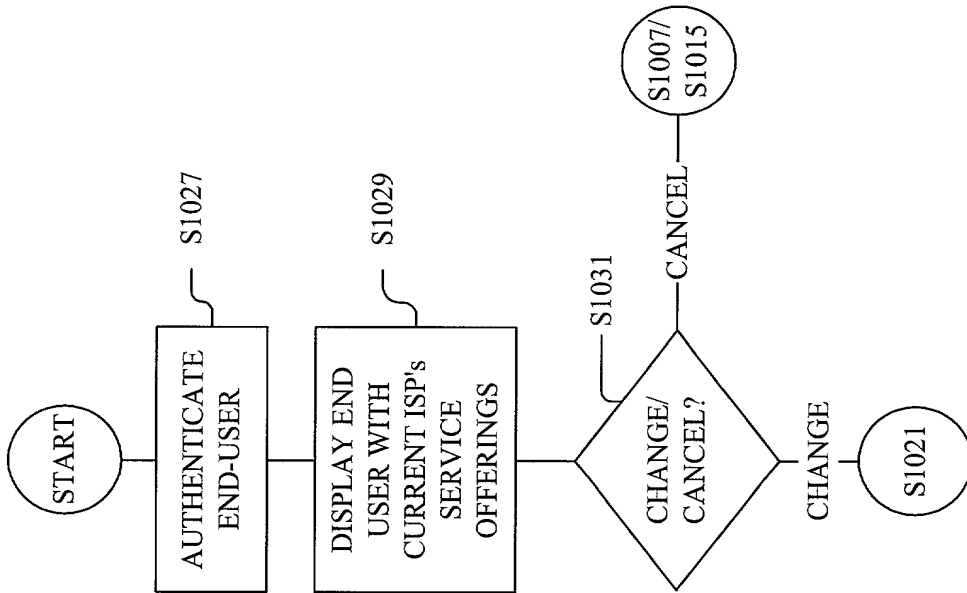 START
AUTHENTICATE
END-USER
S1027
DISPLAY END
USER WITH
CURRENT ISP's
SERVICE
OFFERINGS
S1029
CHANGE/
CANCEL?
S1031
CANCEL
S1007/
S1015
CHANGE
S1021